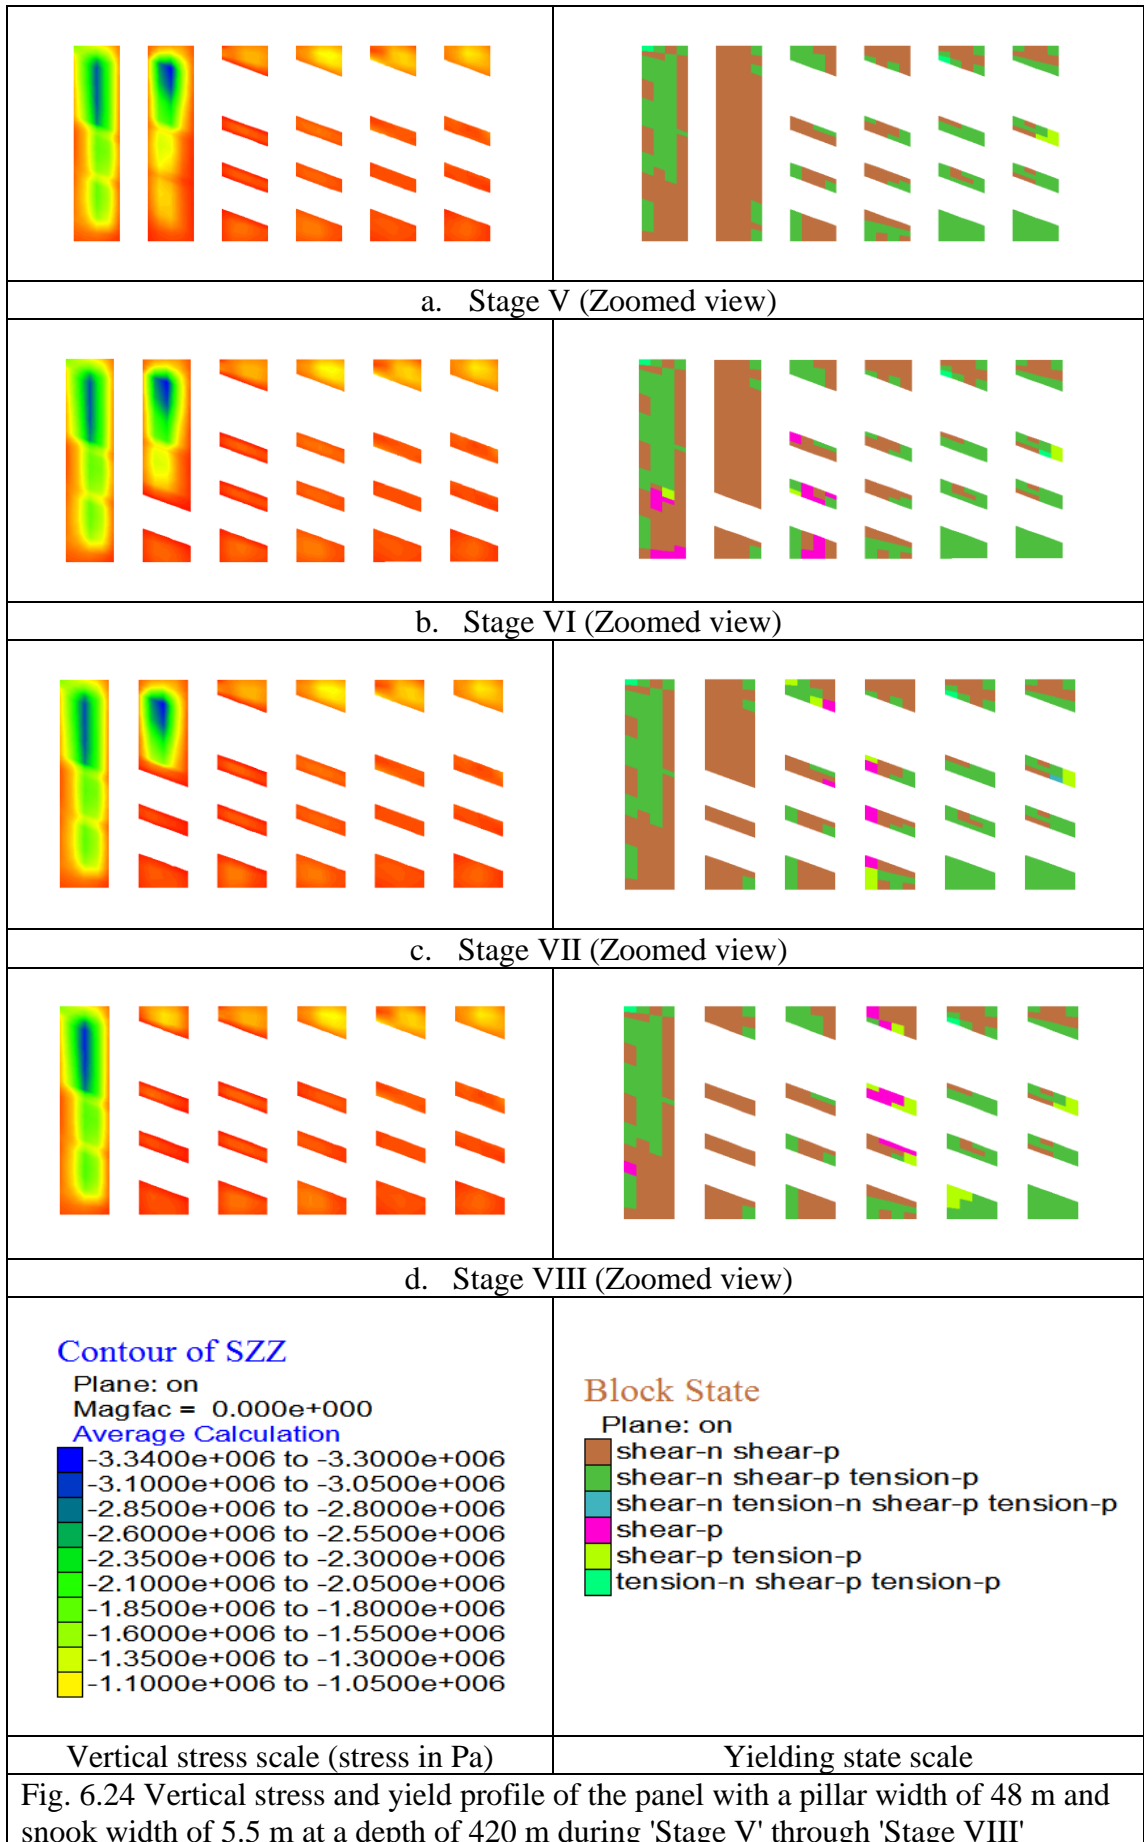 a. Stage V (Zoomed view)
b. Stage VI (Zoomed view)
c. Stage VII (Zoomed view)
d. Stage VIII (Zoomed view)
Contour of SZZ
Plane: on
Magfac = 0.000e+000
Average Calculation
-3.3400e+006 to -3.3000e+006
-3.1000e+006 to -3.0500e+006
-2.8500e+006 to -2.8000e+006
-2.6000e+006 to -2.5500e+006
-2.3500e+006 to -2.3000e+006
-2.1000e+006 to -2.0500e+006
-1.8500e+006 to -1.8000e+006
-1.6000e+006 to -1.5500e+006
-1.3500e+006 to -1.3000e+006
-1.1000e+006 to -1.0500e+006
Block State
Plane: on
shear-n shear-p
shear-n shear-p tension-p
shear-n tension-n shear-p tension-p
shear-p
shear-p tension-p
tension-n shear-p tension-p
Vertical stress scale (stress in Pa)
Yielding state scale
Fig. 6.24 Vertical stress and yield profile of the panel with a pillar width of 48 m and
snook width of 5.5 m at a depth of 420 m during 'Stage V' through 'Stage VIII'